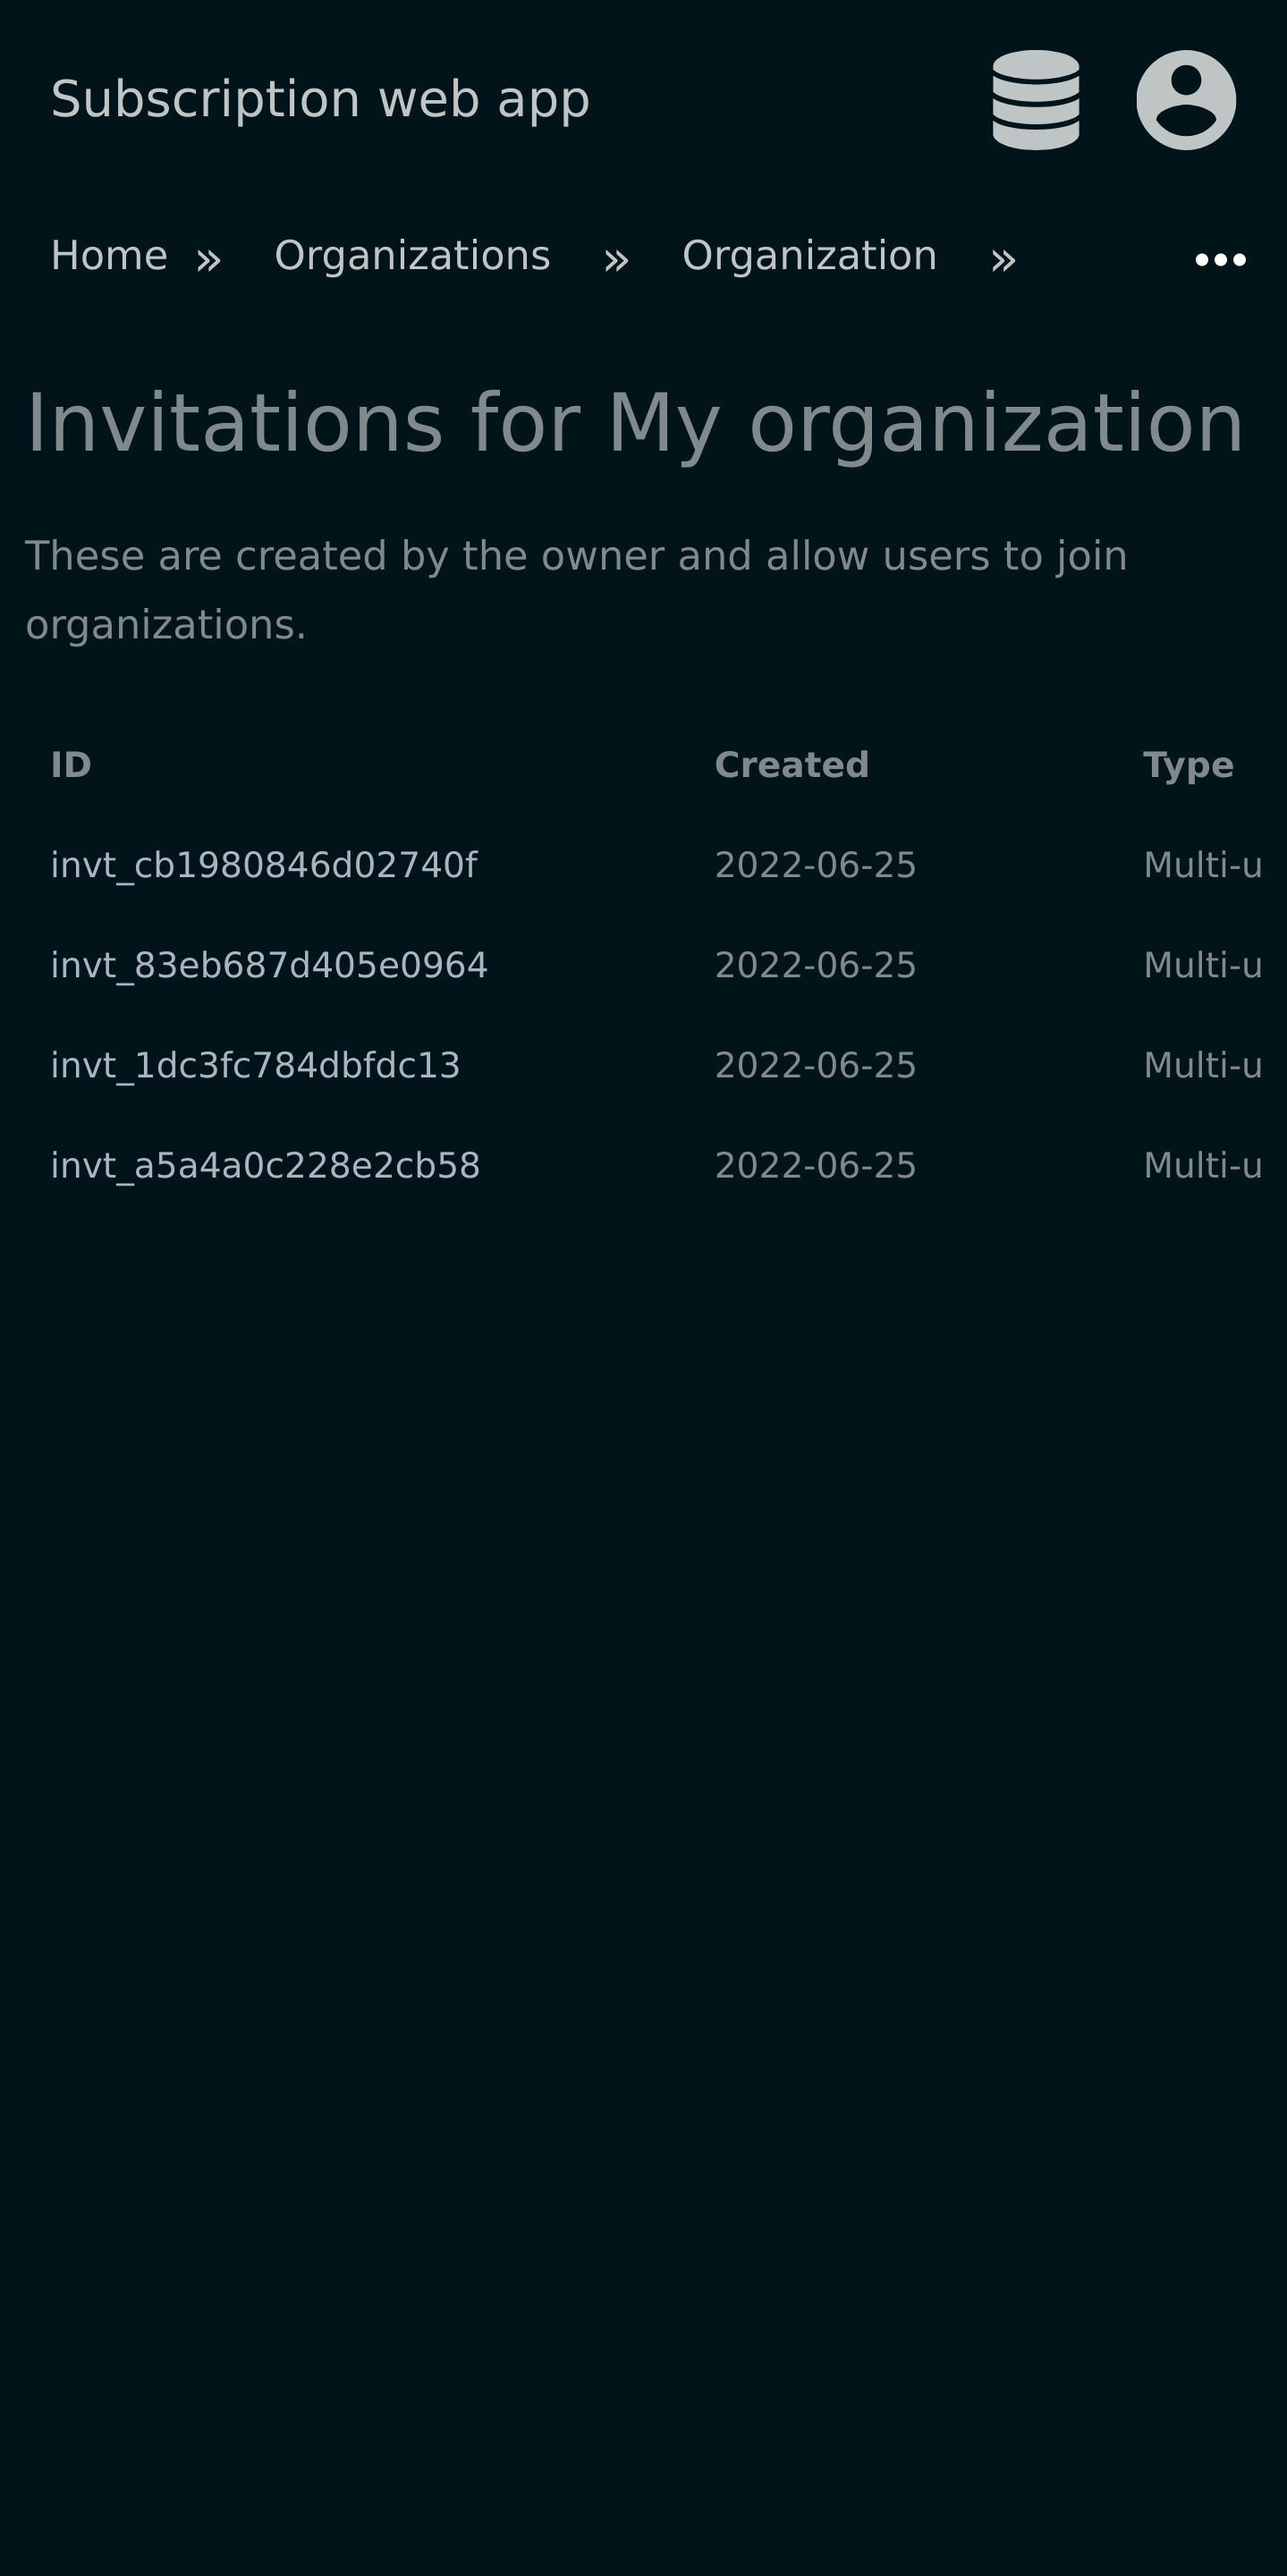 Subscription web app
Home » Organizations » Organization » •••
Invitations for My organization
These are created by the owner and allow users to join
organizations.
ID Created Type
invt_cb1980846d02740f 2022-06-25 Multi-u
invt_83eb687d405e0964 2022-06-25 Multi-u
invt_1dc3fc784dbfdc13 2022-06-25 Multi-u
invt_a5a4a0c228e2cb58 2022-06-25 Multi-u